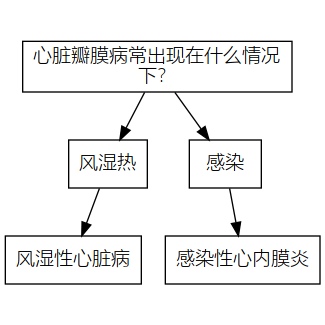 心脏瓣膜病常出现在什么情况
下?
风湿热
感染
风湿性心脏病
感染性心内膜炎